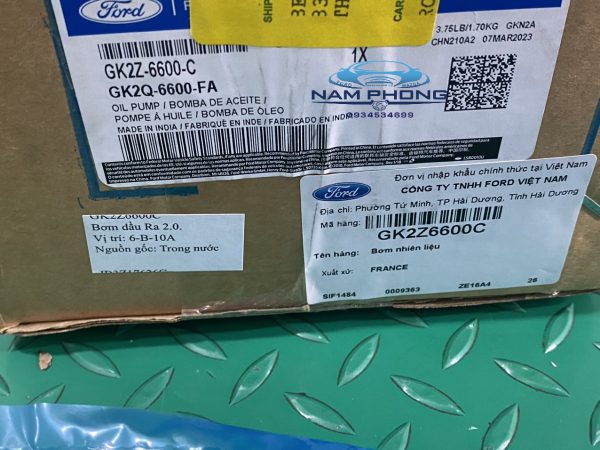 Ford
SHIP
CAR
3.75LB/1.70KG GKN2A
CHN210A2 07MAR2023
1X
GK2Z-6600-C
GK2Q-6600-FA
OIL PUMP / BOMBA DE ACEITE /
POMPE À HUILE / BOMBA DE ÓLEO
MADE IN INDIA / FABRIQUÉ EN INDE / FABRICADO EN INDIA
NAM PHONG
0934534699
GK2Z6600C
Bơm dầu Ra 2.0.
Vị trí: 6-B-10A
Nguồn gốc: Trong nước
Ford
Đơn vị nhập khẩu chính thức tại Việt Nam
CÔNG TY TNHH FORD VIỆT NAM
Địa chỉ: Phường Tứ Minh, TP Hải Dương, Tỉnh Hải Dương
Mã hàng:
GK2Z6600C
Tên hàng: Bơm nhiên liệu
Xuất xứ: FRANCE
SIF1484 0009363 ZE16A4 26